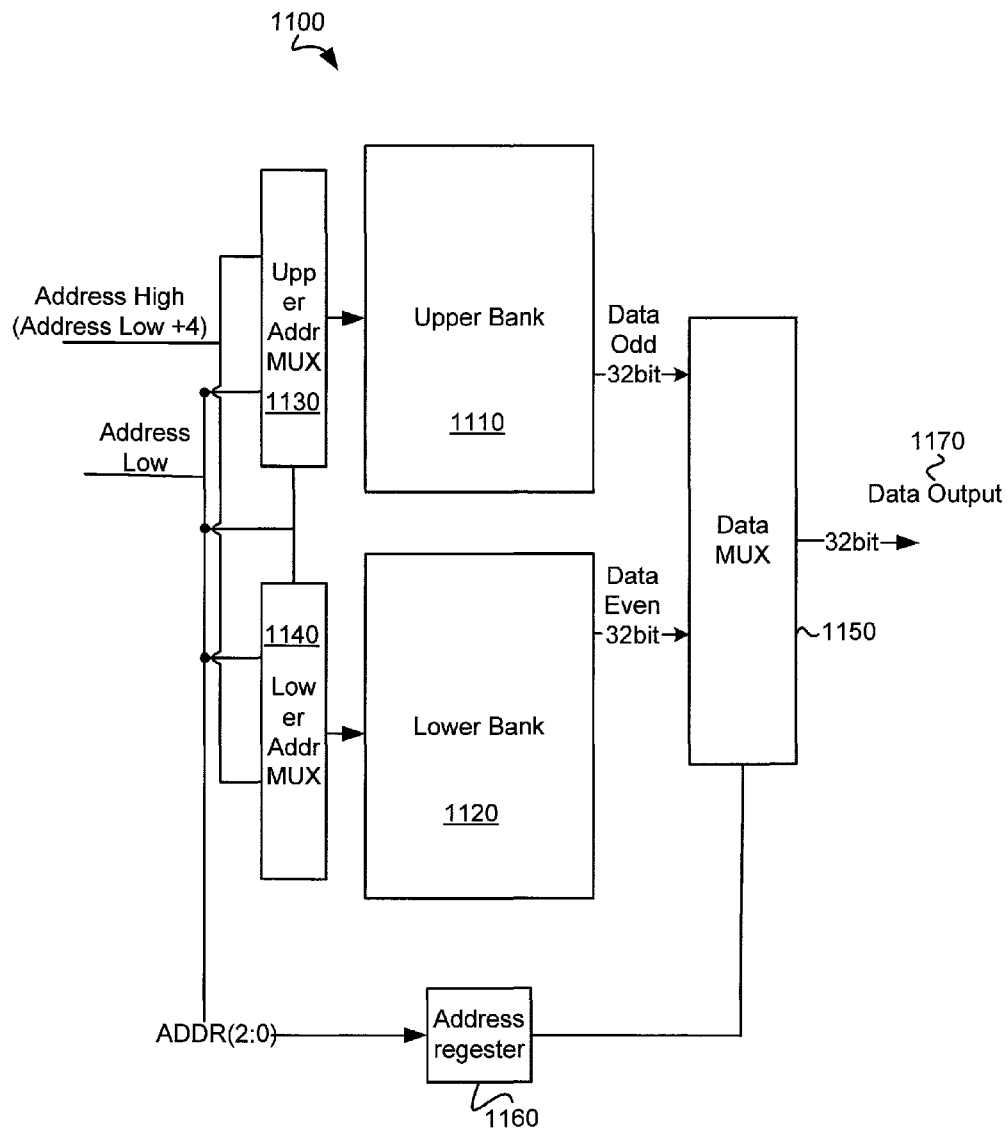 1100
Address High
(Address Low +4)
Address
Low
Upp
er
Addr
MUX
1130
Upper Bank
1110
Data
Odd
32bit
1140
Low
er
Addr
MUX
Lower Bank
1120
Data
Even
32bit
Data
MUX
1150
32bit
1170
Data Output
ADDR(2:0)
Address
regester
1160